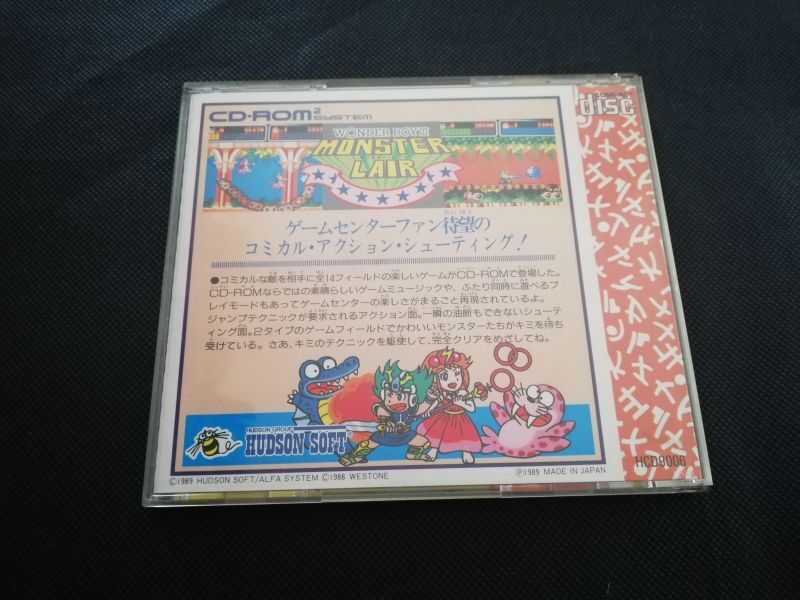 COMPACT
disc
CD-ROM2
SYSTEM
WONDER BOY III
MONSTER
LAIR
ゲームセンターファン待望の
コミカル・アクション・シューティング!
●コミカルな敵を相手に全14フィールドの楽しいゲームがCD-ROMで登場した。
CD-ROMならではの素晴らしいゲームミュージックや、ふたり同時に遊べるプ
レイモードもあってゲームセンターの楽しさがまるごと再現されているよ。
ジャンプテクニックが要求されるアクション面。一瞬の油断もできないシューテ
ィング面。2タイプのゲームフィールドでかわいいモンスターたちがキミを待ち
受けている。さあ、キミのテクニックを駆使して、完全クリアをめざしてね。
HUDSON GROUP
HUDSON SOFT
HCD9006
©1989 HUDSON SOFT/ALFA SYSTEM ©1988 WESTONE
Ⓟ1989 MADE IN JAPAN